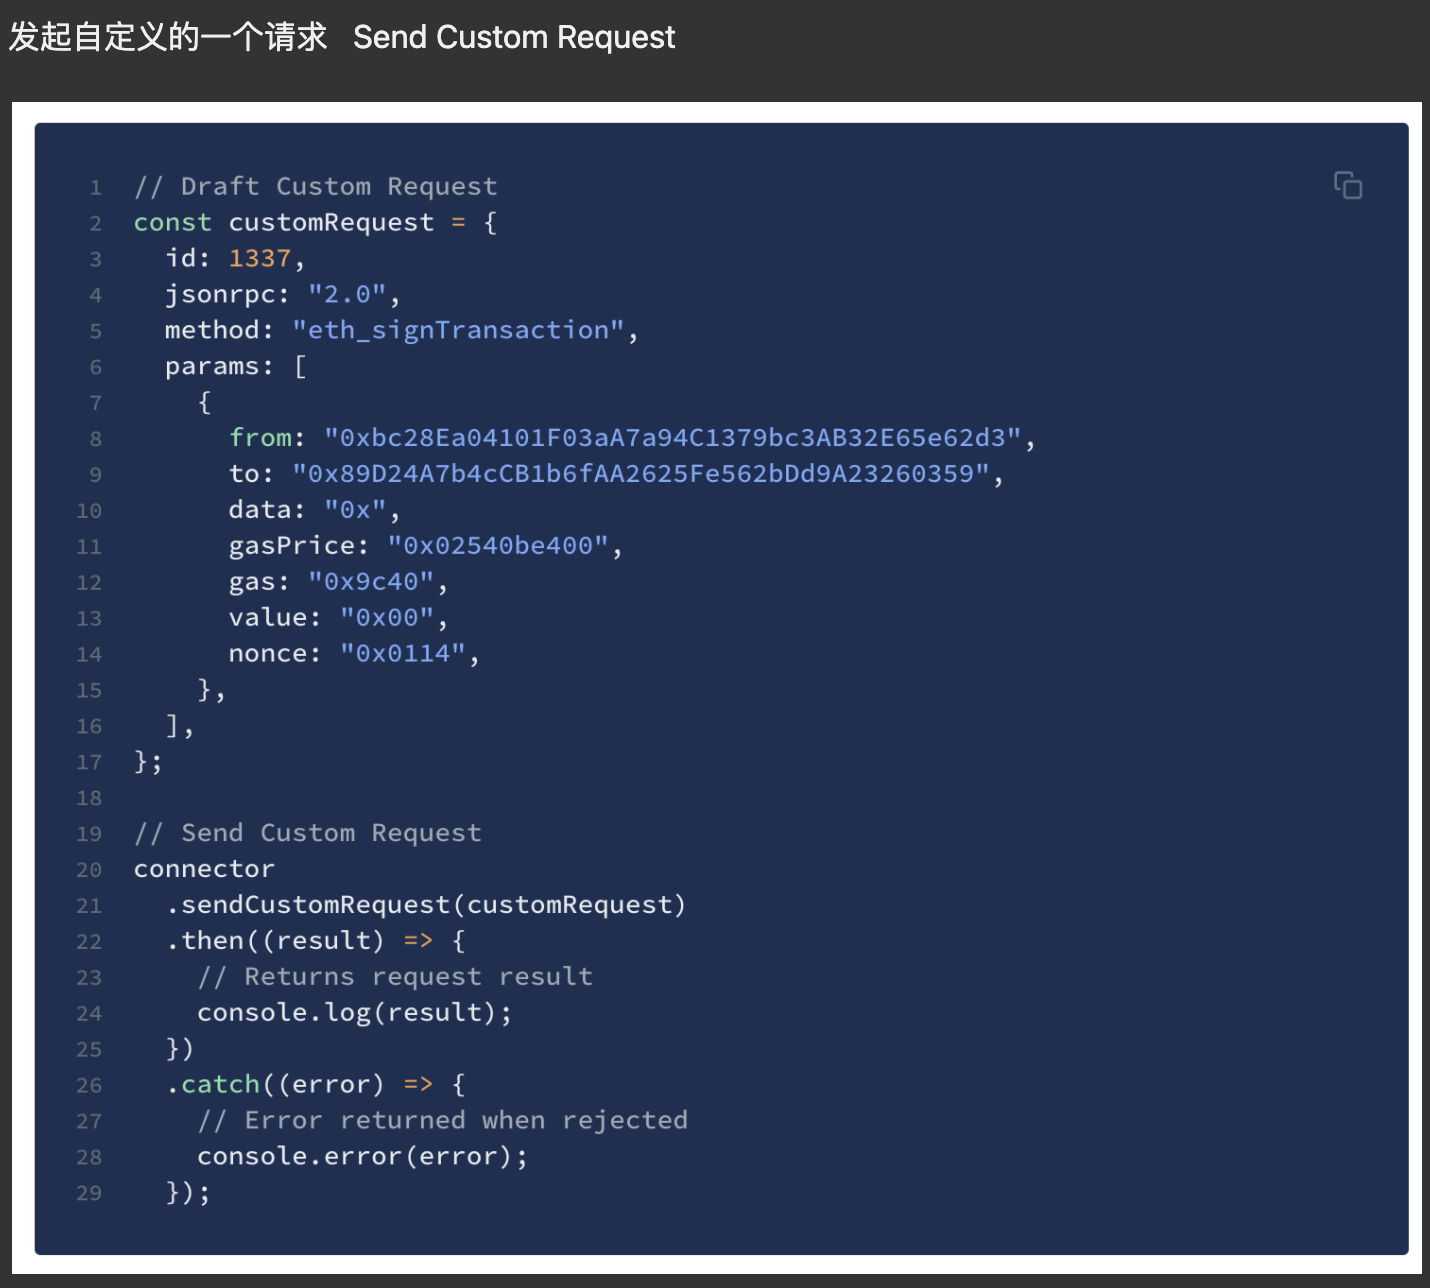 发起自定义的一个请求 Send Custom Request
1 // Draft Custom Request
2 const customRequest = {
3 id: 1337,
4 jsonrpc: "2.0",
5 method: "eth_signTransaction",
6 params: [
7 {
8 from: "0xbc28Ea04101F03aA7a94C1379bc3AB32E65e62d3",
9 to: "0x89D24A7b4cCB1b6fAA2625Fe562bDd9A23260359",
10 data: "0x",
11 gasPrice: "0x02540be400",
12 gas: "0x9c40",
13 value: "0x00",
14 nonce: "0x0114",
15 },
16 ],
17 };
18
19 // Send Custom Request
20 connector
21 .sendCustomRequest(customRequest)
22 .then((result) => {
23 // Returns request result
24 console.log(result);
25 })
26 .catch((error) => {
27 // Error returned when rejected
28 console.error(error);
29 });